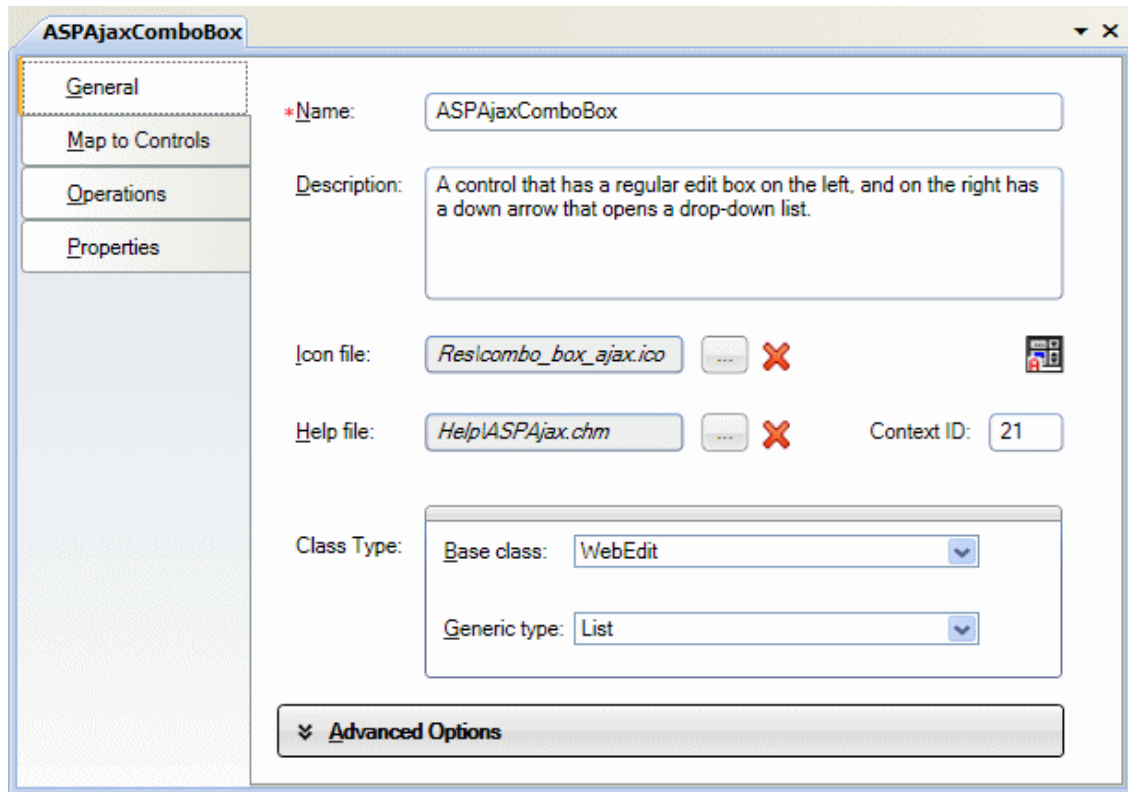 ASPAjaxComboBox
General
Map to Controls
Operations
Properties
*Name: ASPAjaxComboBox
Description: A control that has a regular edit box on the left, and on the right has
a down arrow that opens a drop-down list.
Icon file: Res\combo_box_ajax.ico ...
Help file: Help\ASPAjax.chm ... Context ID: 21
Class Type:
Base class: WebEdit
Generic type: List
Advanced Options